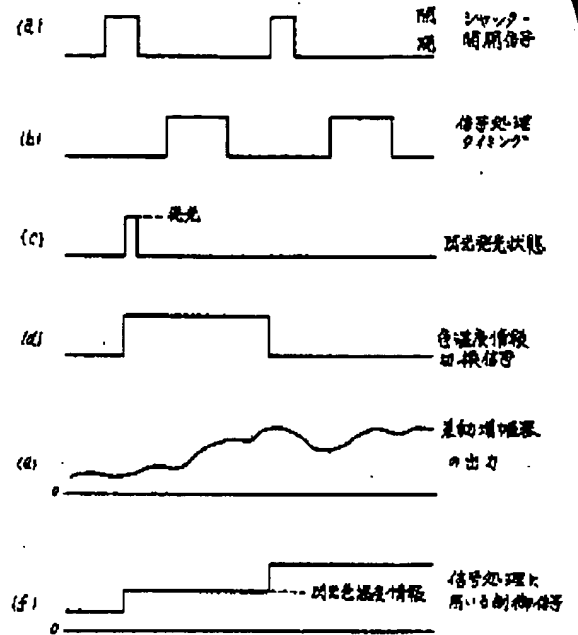 (a)
開
閉
シャッター
開閉信号
(b)
信号処理
タイミング
(c)
発光
閃光発光状態
(d)
色温度情報
切換信号
(e)
0
差動増幅器
の出力
(f)
0
閃光色温度情報
信号処理に
用いる制御信号